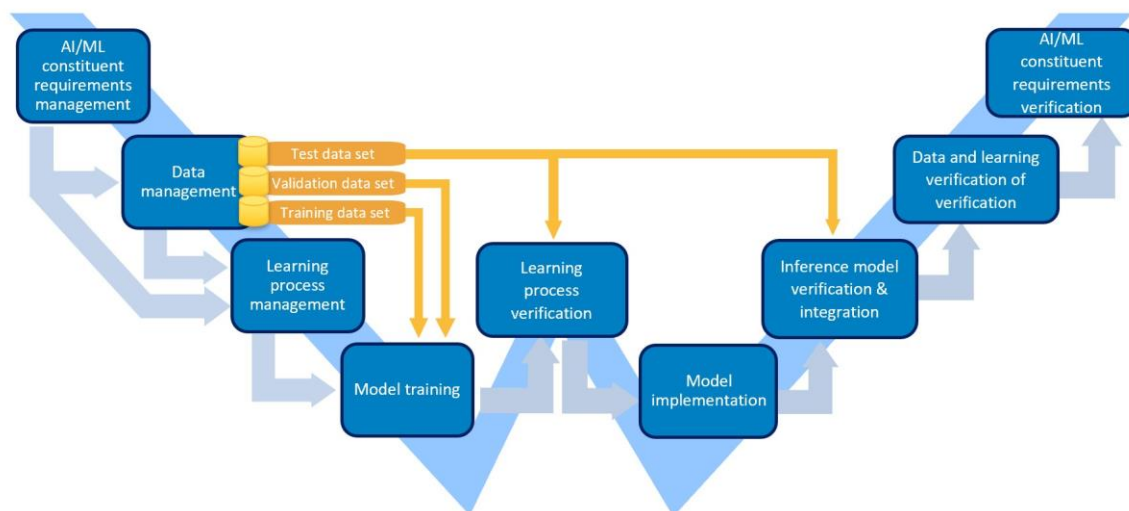 AI/ML
constituent
requirements
management
AI/ML
constituent
requirements
verification
Data
management
Test data set
Validation data set
Training data set
Data and learning
verification of
verification
Learning
process
management
Learning
process
verification
Inference model
verification &
integration
Model training
Model
implementation